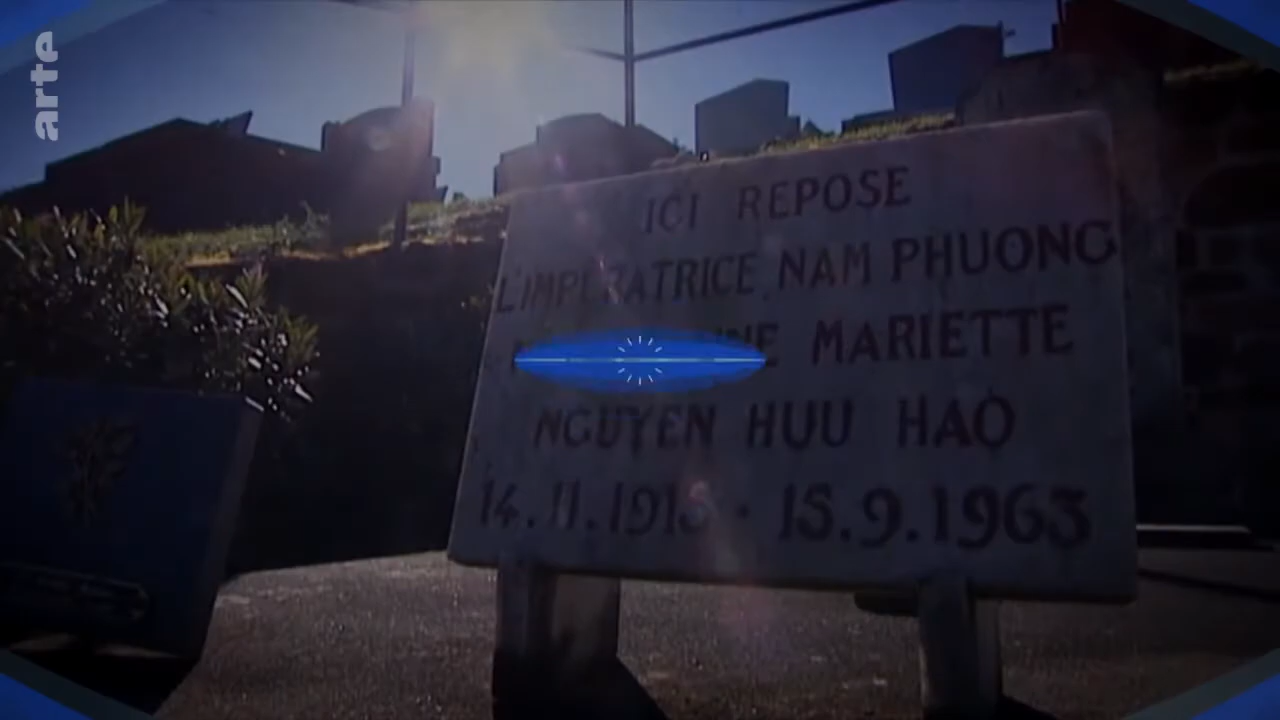 arte
ICI REPOSE
L'IMPERATRICE NAM PHUONG
MARIETTE
NGUYEN HUU HAO
14.11.1913 · 15.9.1963